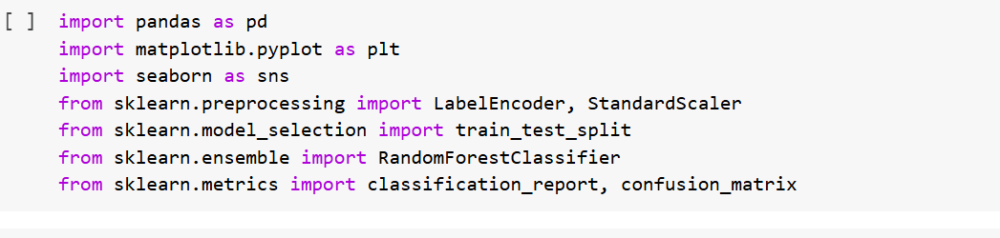 [ ] import pandas as pd
import matplotlib.pyplot as plt
import seaborn as sns
from sklearn.preprocessing import LabelEncoder, StandardScaler
from sklearn.model_selection import train_test_split
from sklearn.ensemble import RandomForestClassifier
from sklearn.metrics import classification_report, confusion_matrix